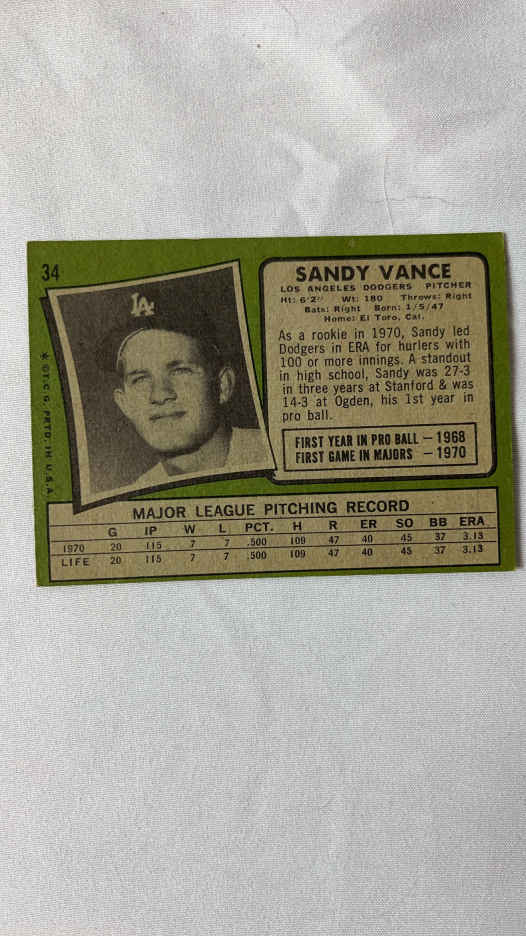 34
SANDY VANCE
LOS ANGELES DODGERS PITCHER
Ht: 6'2" Wt: 180 Throws: Right
Bats: Right Born: 1/5/47
Home: El Toro, Cal.
As a rookie in 1970, Sandy led
Dodgers in ERA for hurlers with
100 or more innings. A standout
in high school, Sandy was 27-3
in three years at Stanford & was
14-3 at Ogden, his 1st year in
pro ball.
FIRST YEAR IN PRO BALL — 1968
FIRST GAME IN MAJORS — 1970
LA
* ©T.C.G. PRTD. IN U.S.A.
MAJOR LEAGUE PITCHING RECORD
G IP W L PCT. H R ER SO BB ERA
1970 20 115 7 7 .500 109 47 40 45 37 3.13
LIFE 20 115 7 7 .500 109 47 40 45 37 3.13